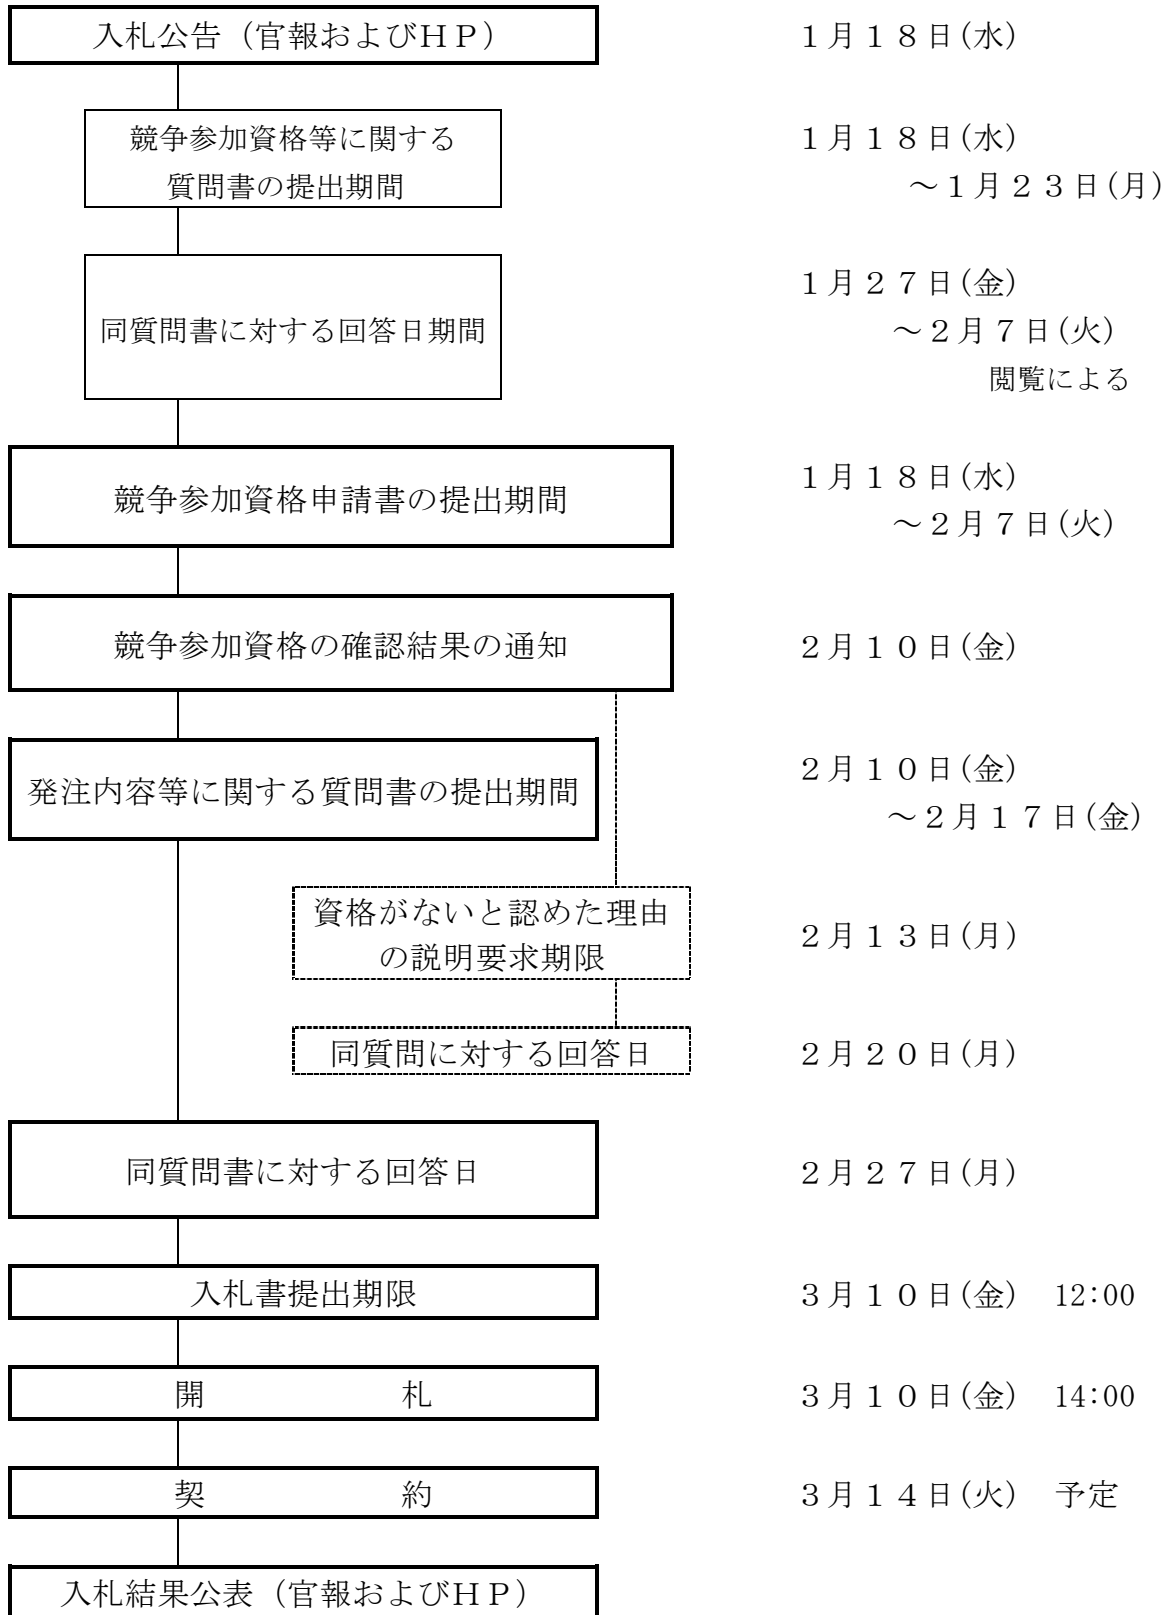 入札公告（官報およびＨＰ） １月１８日(水)
競争参加資格等に関する １月１８日(水)
質問書の提出期間 ～１月２３日(月)
１月２７日(金)
同質問書に対する回答日期間 ～２月７日(火)
閲覧による
競争参加資格申請書の提出期間 １月１８日(水)
～２月７日(火)
競争参加資格の確認結果の通知 ２月１０日(金)
発注内容等に関する質問書の提出期間 ２月１０日(金)
～２月１７日(金)
資格がないと認めた理由
の説明要求期限 ２月１３日(月)
同質問に対する回答日 ２月２０日(月)
同質問書に対する回答日 ２月２７日(月)
入札書提出期限 ３月１０日(金) 12:00
開 札 ３月１０日(金) 14:00
契 約 ３月１４日(火) 予定
入札結果公表（官報およびＨＰ）